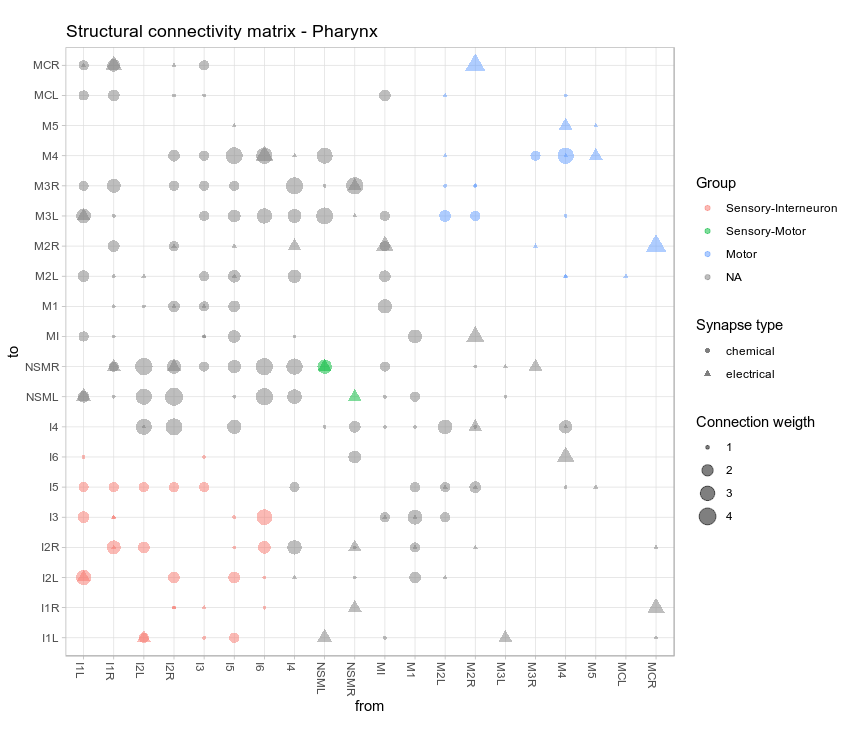 Structural connectivity matrix - Pharynx
MCR
MCL
M5
M4
M3R
M3L
M2R
M2L
M1
MI
NSMR
NSML
I4
I6
I5
I3
I2R
I2L
I1R
I1L
to
I1L
I1R
I2L
I2R
I3
I5
I6
I4
NSML
NSMR
MI
M1
M2L
M2R
M3L
M3R
M4
M5
MCL
MCR
from
Group
Sensory-Interneuron
Sensory-Motor
Motor
NA
Synapse type
chemical
electrical
Connection weigth
1
2
3
4